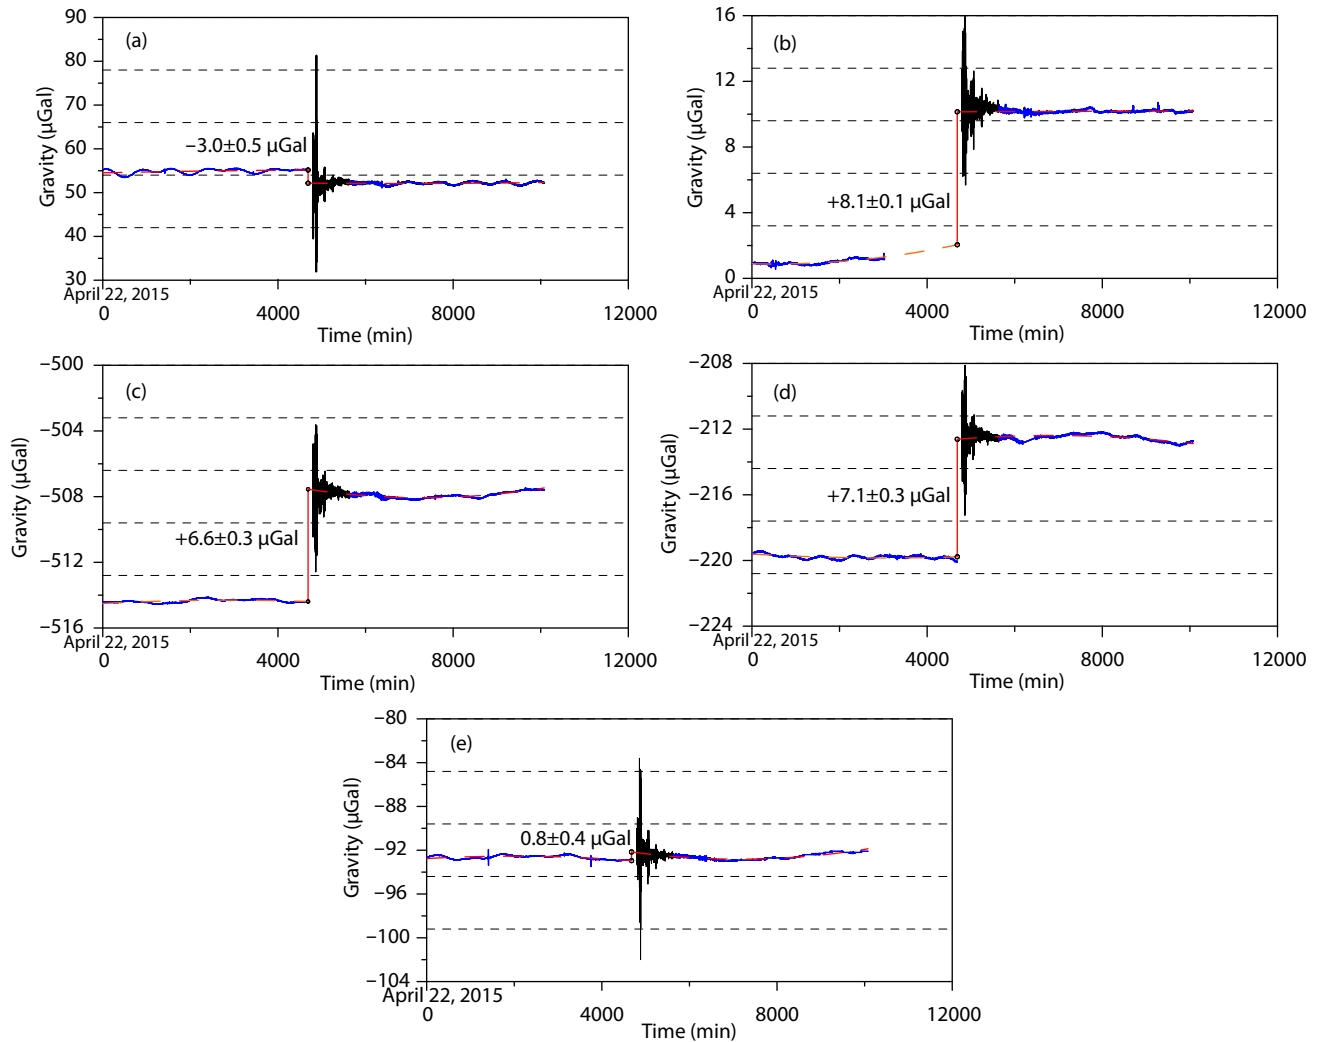 (a)
Gravity (μGal)
90
80
70
60
50
40
30
−3.0±0.5 μGal
April 22, 2015
0
4000
8000
12000
Time (min)
(b)
Gravity (μGal)
16
12
8
4
0
+8.1±0.1 μGal
April 22, 2015
0
4000
8000
12000
Time (min)
(c)
Gravity (μGal)
−500
−504
−508
−512
−516
+6.6±0.3 μGal
April 22, 2015
0
4000
8000
12000
Time (min)
(d)
Gravity (μGal)
−208
−212
−216
−220
−224
+7.1±0.3 μGal
April 22, 2015
0
4000
8000
12000
Time (min)
(e)
Gravity (μGal)
−80
−84
−88
−92
−96
−100
−104
0.8±0.4 μGal
April 22, 2015
0
4000
8000
12000
Time (min)